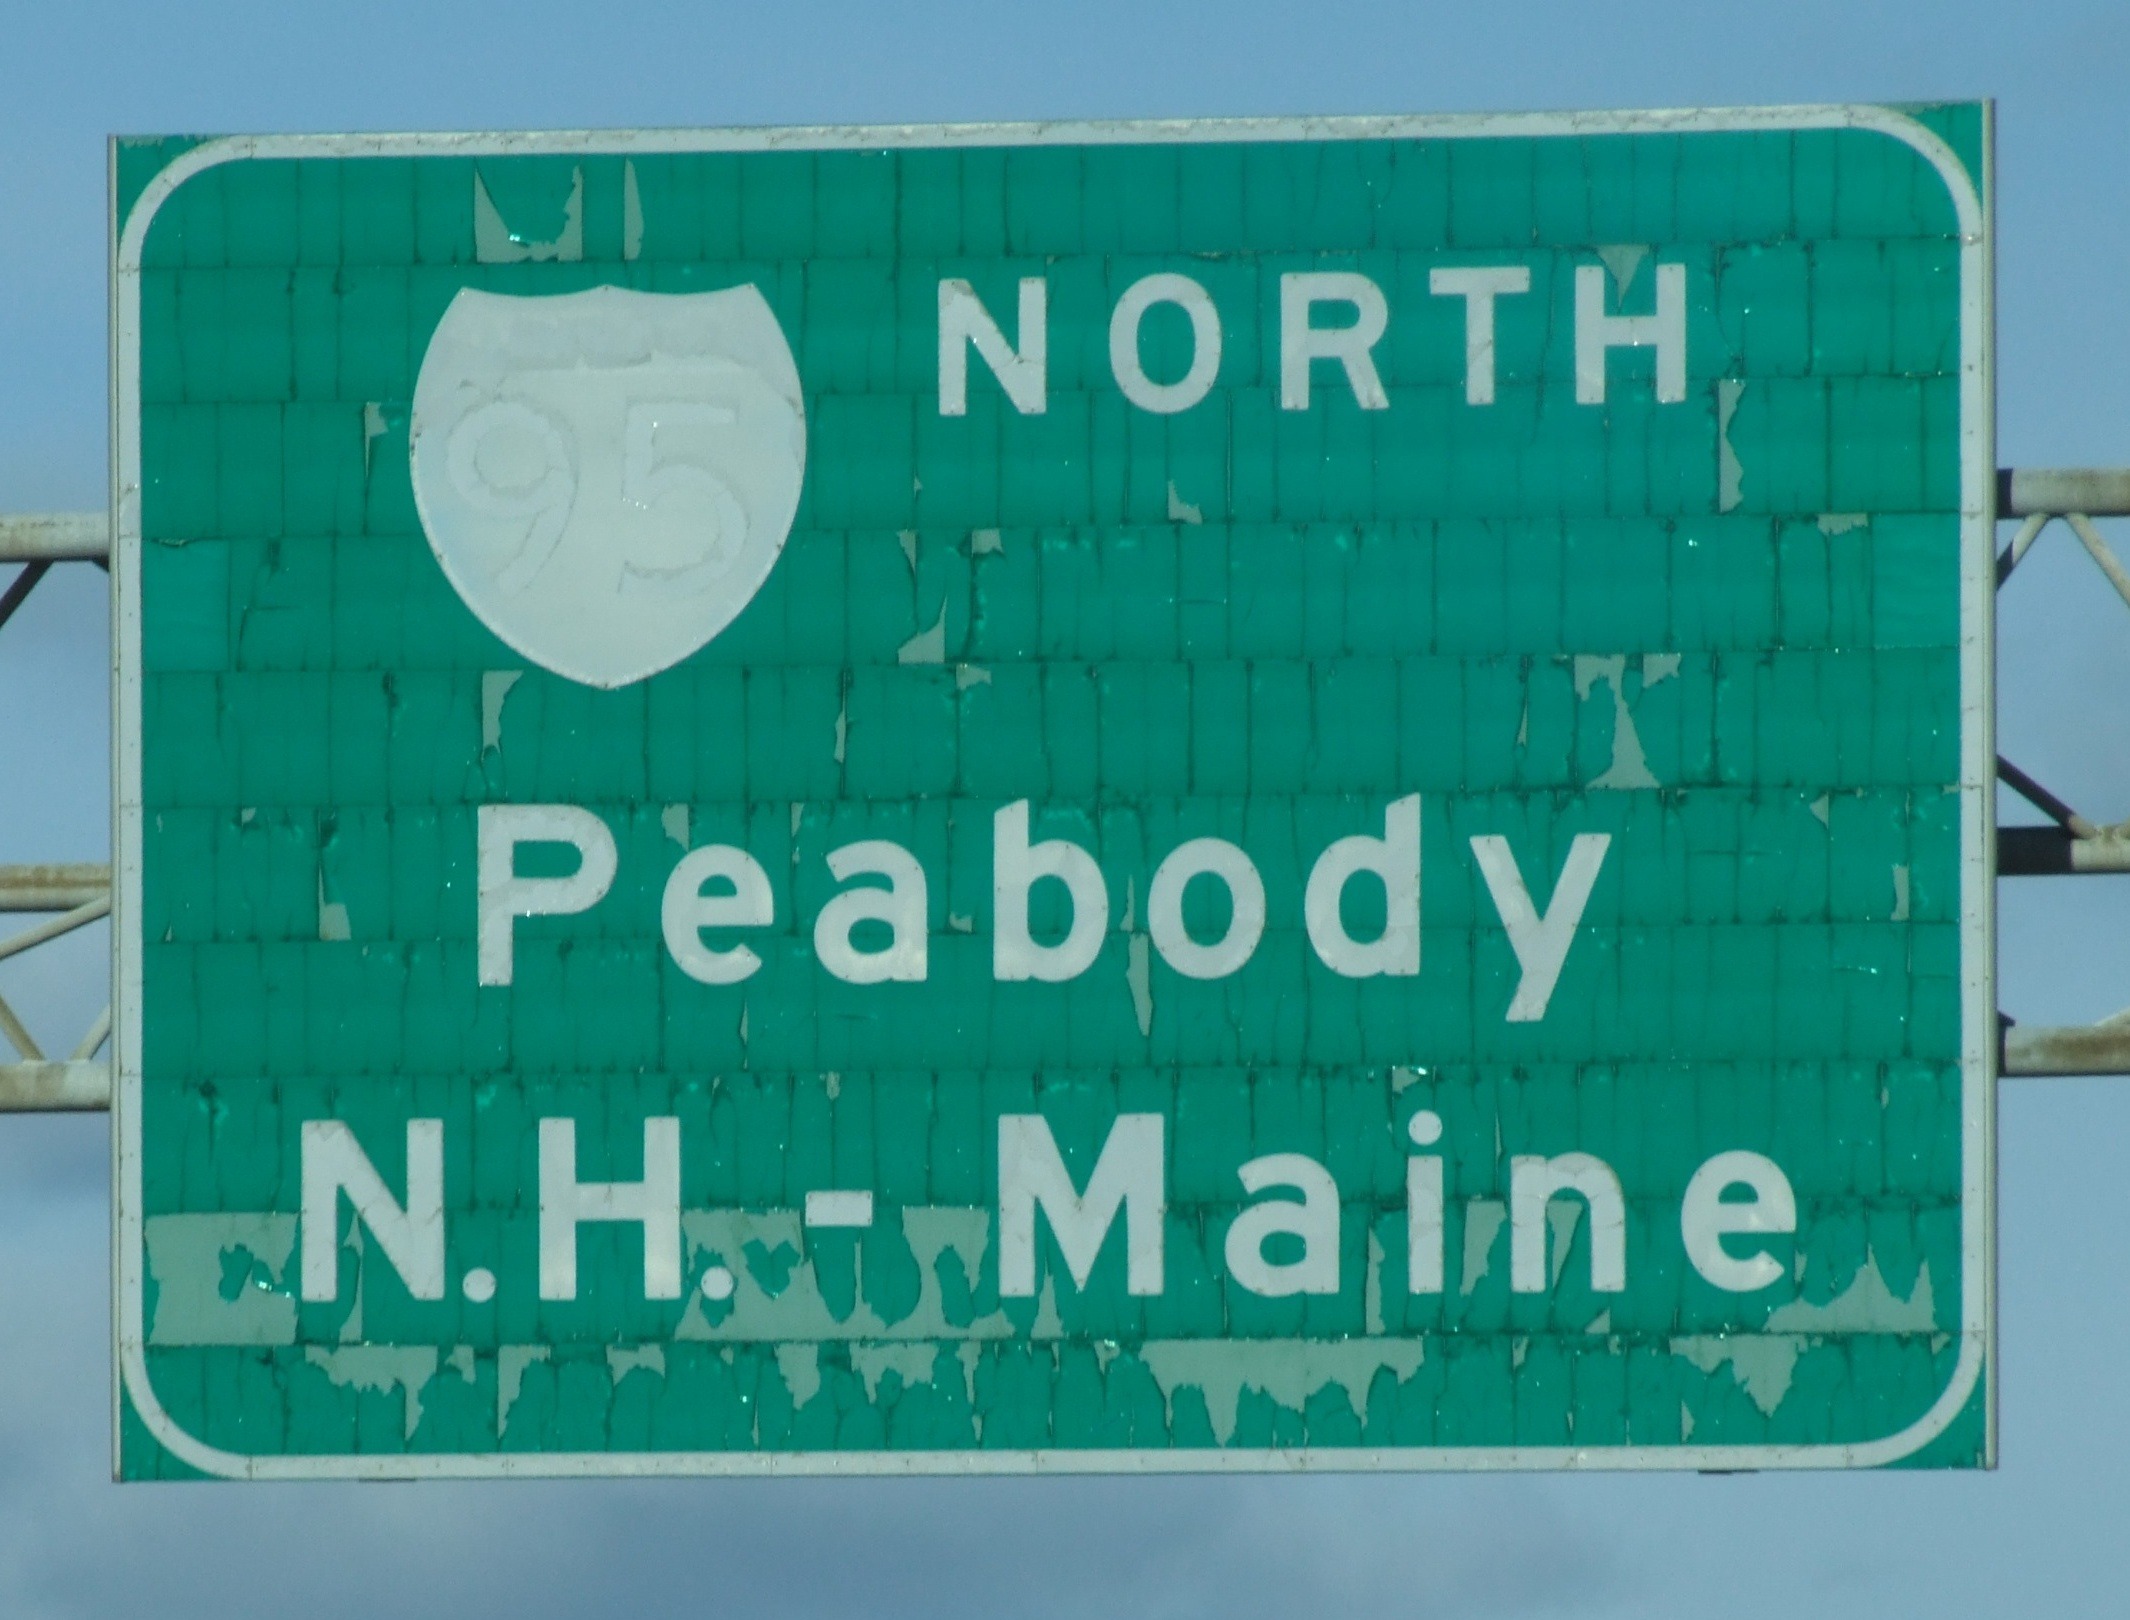 95 NORTH
Peabody
N.H.- Maine